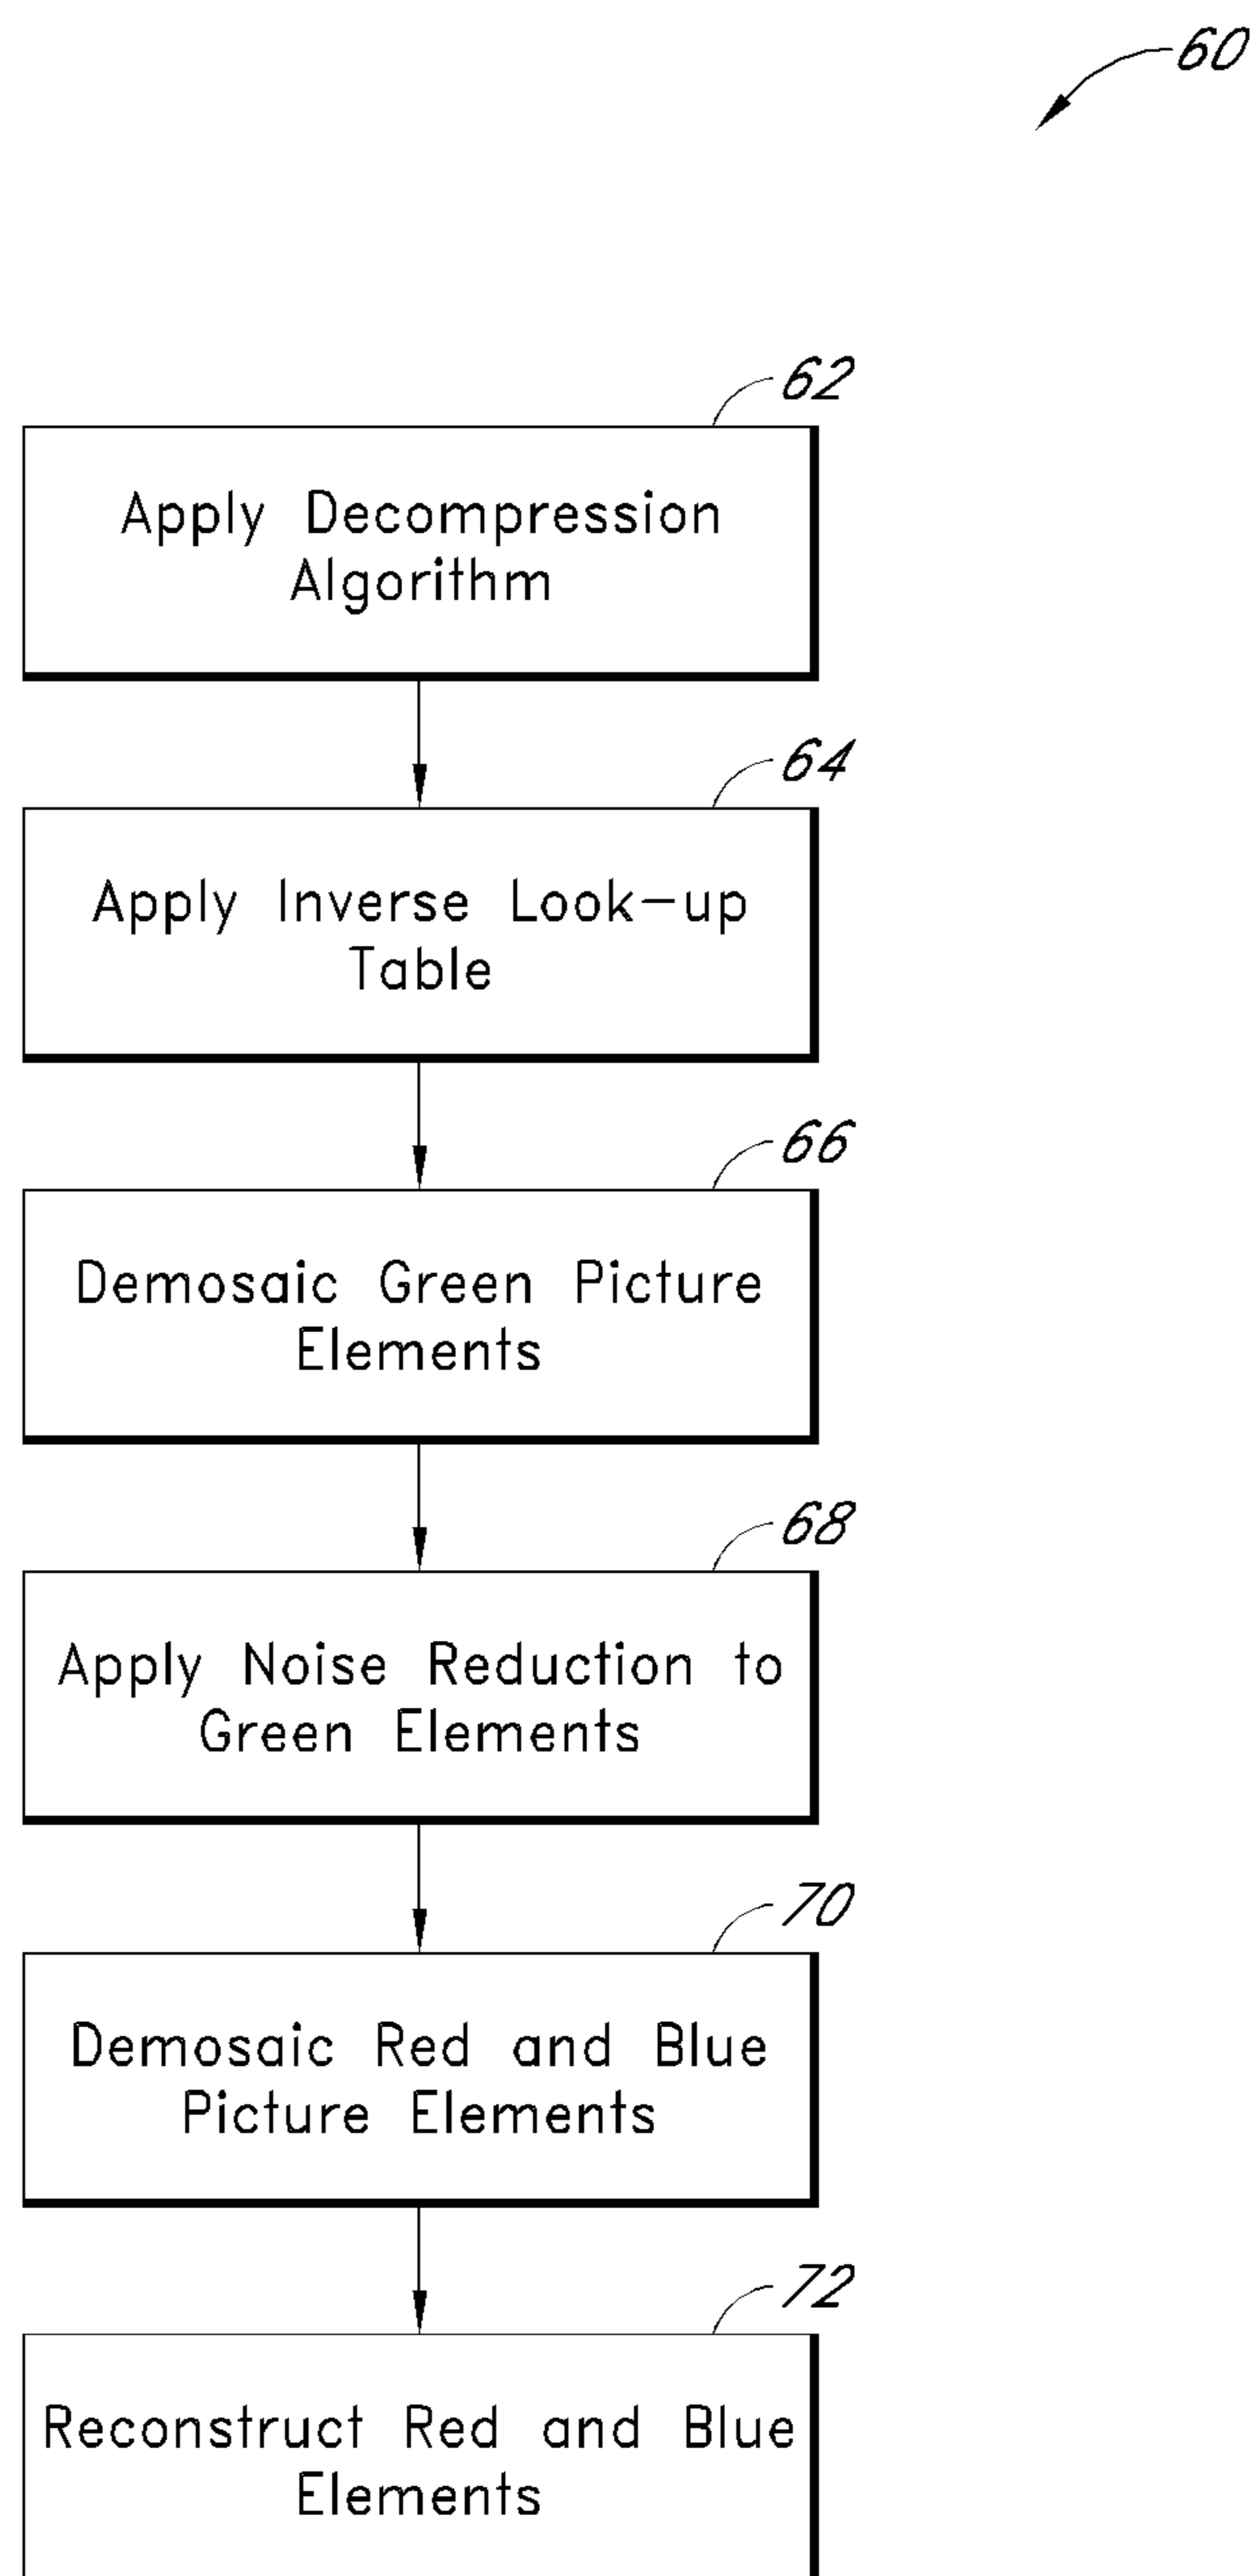 60
62
Apply Decompression
Algorithm
64
Apply Inverse Look-up
Table
66
Demosaic Green Picture
Elements
68
Apply Noise Reduction to
Green Elements
70
Demosaic Red and Blue
Picture Elements
72
Reconstruct Red and Blue
Elements